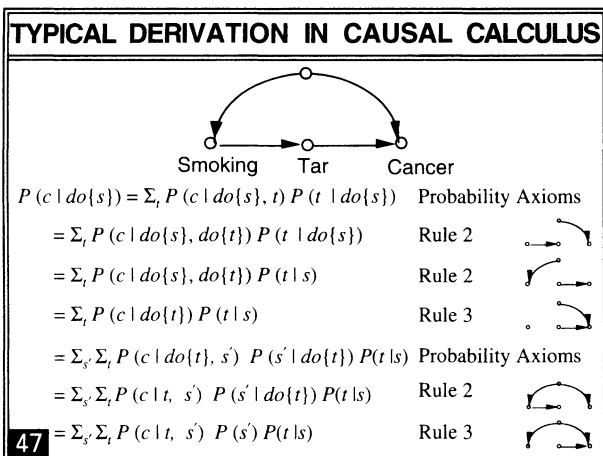 TYPICAL DERIVATION IN CAUSAL CALCULUS
Smoking Tar Cancer
P (c | do{s}) = Σt P (c | do{s}, t) P (t | do{s}) Probability Axioms
= Σt P (c | do{s}, do{t}) P (t | do{s}) Rule 2
= Σt P (c | do{s}, do{t}) P (t | s) Rule 2
= Σt P (c | do{t}) P (t | s) Rule 3
= Σs′ Σt P (c | do{t}, s′) P (s′ | do{t}) P(t |s) Probability Axioms
= Σs′ Σt P (c | t, s′) P (s′ | do{t}) P(t |s) Rule 2
= Σs′ Σt P (c | t, s′) P (s′) P(t |s) Rule 3
47